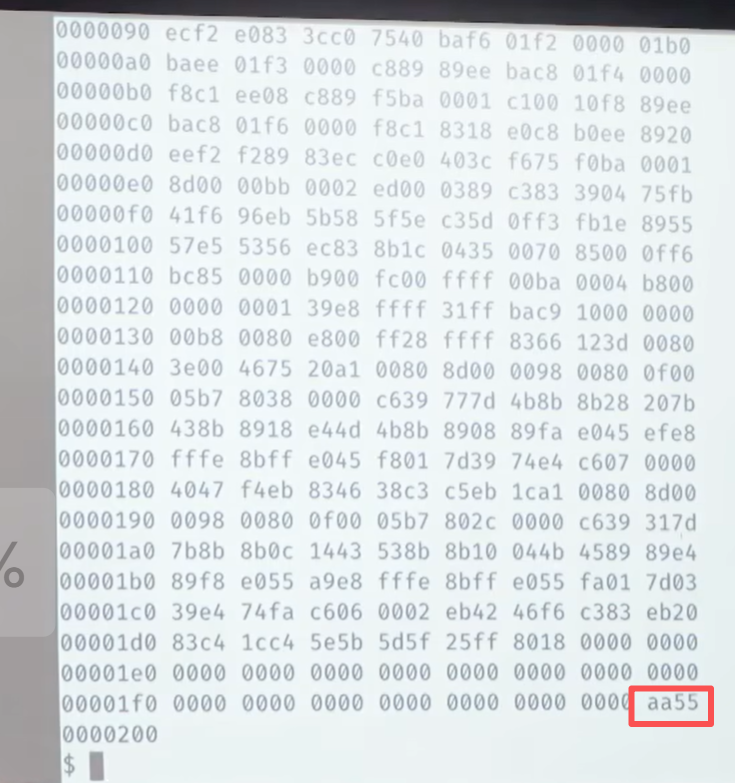 0000090 ecf2 e083 3cc0 7540 baf6 01f2 0000 01b0
00000a0 baee 01f3 0000 c889 89ee bac8 01f4 0000
00000b0 f8c1 ee08 c889 f5ba 0001 c100 10f8 89ee
00000c0 bac8 01f6 0000 f8c1 8318 e0c8 b0ee 8920
00000d0 eef2 f289 83ec c0e0 403c f675 f0ba 0001
00000e0 8d00 00bb 0002 ed00 0389 c383 3904 75fb
00000f0 41f6 96eb 5b58 5f5e c35d 0ff3 fb1e 8955
0000100 57e5 5356 ec83 8b1c 0435 0070 8500 0ff6
0000110 bc85 0000 b900 fc00 ffff 00ba 0004 b800
0000120 0000 0001 39e8 ffff 31ff bac9 1000 0000
0000130 00b8 0080 e800 ff28 ffff 8366 123d 0080
0000140 3e00 4675 20a1 0080 8d00 0098 0080 0f00
0000150 05b7 8038 0000 c639 777d 4b8b 8b28 207b
0000160 438b 8918 e44d 4b8b 8908 89fa e045 efe8
0000170 fffe 8bff e045 f801 7d39 74e4 c607 0000
0000180 4047 f4eb 8346 38c3 c5eb 1ca1 0080 8d00
0000190 0098 0080 0f00 05b7 802c 0000 c639 317d
00001a0 7b8b 8b0c 1443 538b 8b10 044b 4589 89e4
00001b0 89f8 e055 a9e8 fffe 8bff e055 fa01 7d03
00001c0 39e4 74fa c606 0002 eb42 46f6 c383 eb20
00001d0 83c4 1cc4 5e5b 5d5f 25ff 8018 0000 0000
00001e0 0000 0000 0000 0000 0000 0000 0000 0000
00001f0 0000 0000 0000 0000 0000 0000 0000 aa55
0000200
$
%